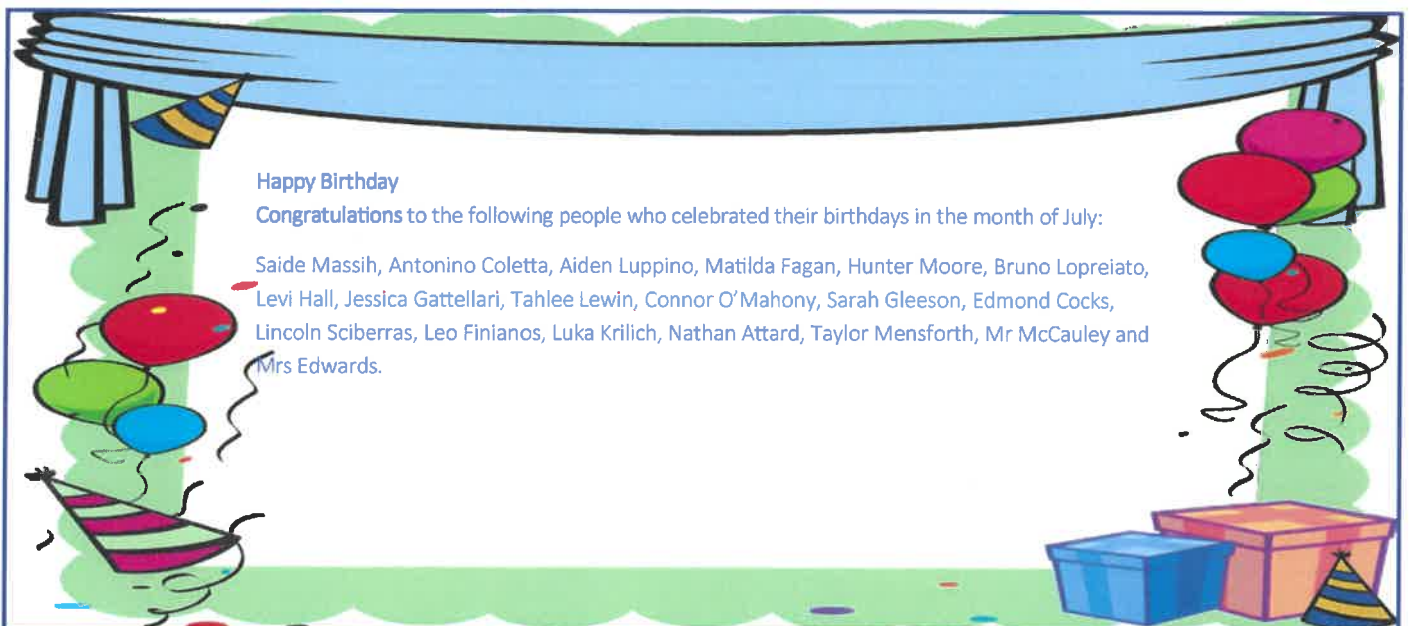 Happy Birthday
Congratulations to the following people who celebrated their birthdays in the month of July:
Saide Massih, Antonino Coletta, Aiden Luppino, Matilda Fagan, Hunter Moore, Bruno Lopreiato,
Levi Hall, Jessica Gattellari, Tahlee Lewin, Connor O'Mahony, Sarah Gleeson, Edmond Cocks,
Lincoln Sciberras, Leo Finianos, Luka Krilich, Nathan Attard, Taylor Mensforth, Mr McCauley and
Mrs Edwards.